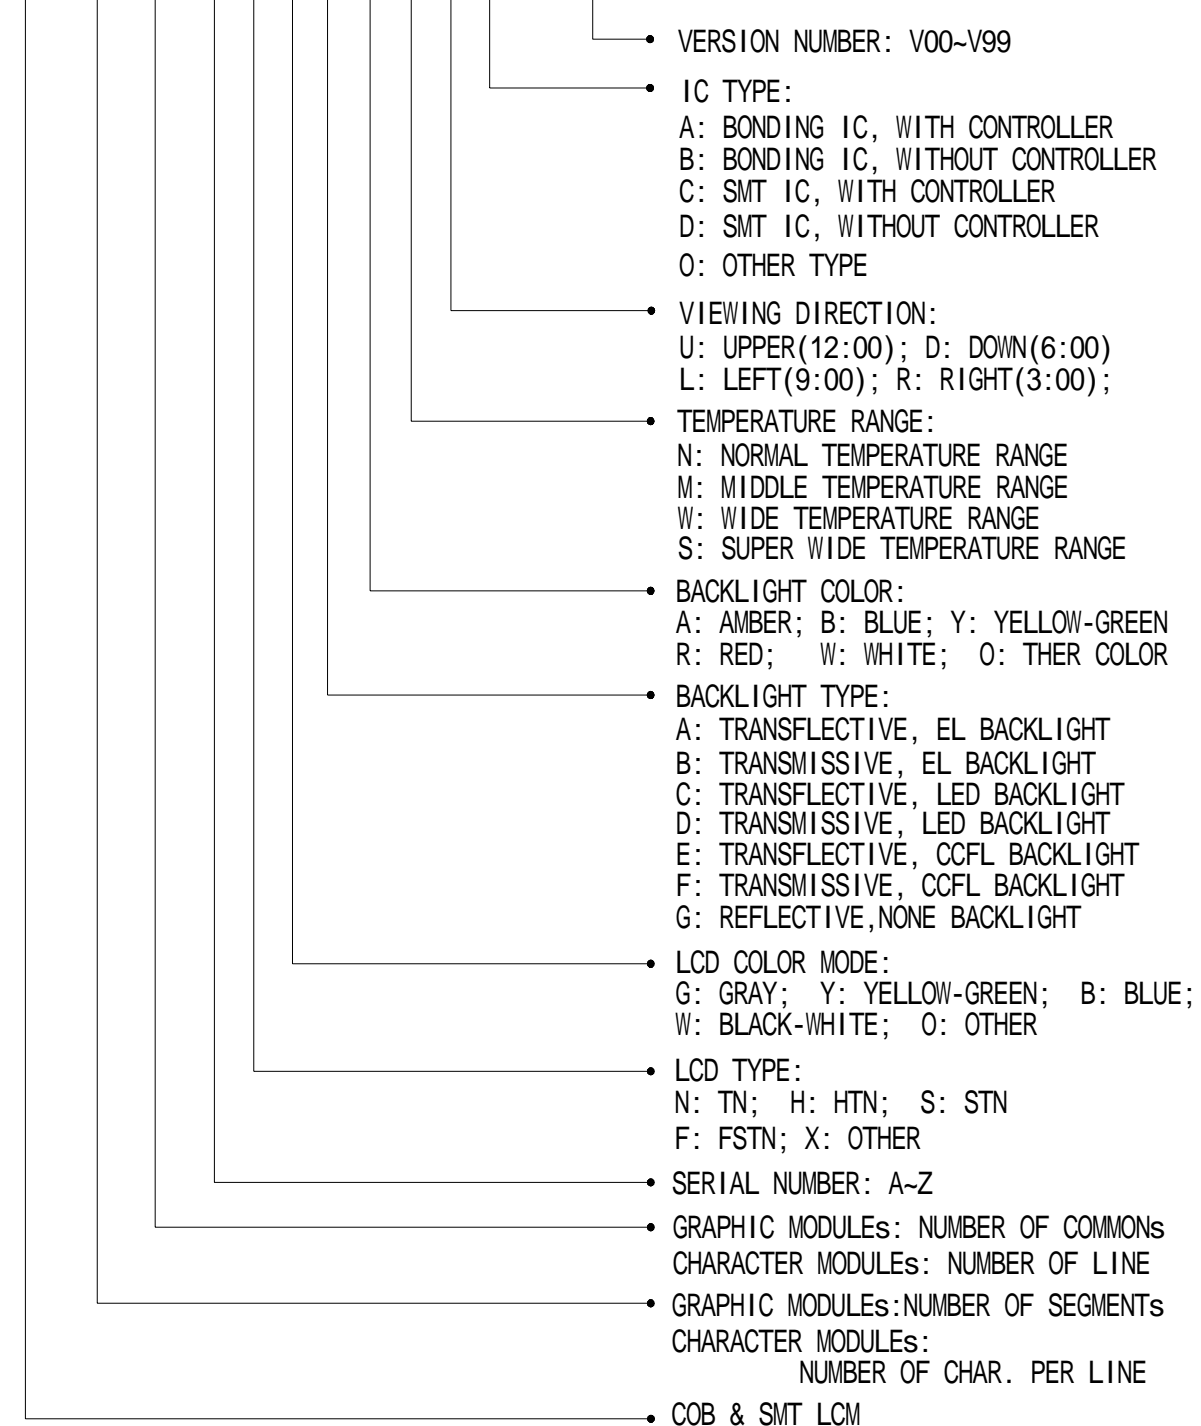 VERSION NUMBER: V00~V99
IC TYPE:
A: BONDING IC, WITH CONTROLLER
B: BONDING IC, WITHOUT CONTROLLER
C: SMT IC, WITH CONTROLLER
D: SMT IC, WITHOUT CONTROLLER
O: OTHER TYPE
VIEWING DIRECTION:
U: UPPER(12:00); D: DOWN(6:00)
L: LEFT(9:00); R: RIGHT(3:00);
TEMPERATURE RANGE:
N: NORMAL TEMPERATURE RANGE
M: MIDDLE TEMPERATURE RANGE
W: WIDE TEMPERATURE RANGE
S: SUPER WIDE TEMPERATURE RANGE
BACKLIGHT COLOR:
A: AMBER; B: BLUE; Y: YELLOW-GREEN
R: RED; W: WHITE; O: THER COLOR
BACKLIGHT TYPE:
A: TRANSFLECTIVE, EL BACKLIGHT
B: TRANSMISSIVE, EL BACKLIGHT
C: TRANSFLECTIVE, LED BACKLIGHT
D: TRANSMISSIVE, LED BACKLIGHT
E: TRANSFLECTIVE, CCFL BACKLIGHT
F: TRANSMISSIVE, CCFL BACKLIGHT
G: REFLECTIVE,NONE BACKLIGHT
LCD COLOR MODE:
G: GRAY; Y: YELLOW-GREEN; B: BLUE;
W: BLACK-WHITE; O: OTHER
LCD TYPE:
N: TN; H: HTN; S: STN
F: FSTN; X: OTHER
SERIAL NUMBER: A~Z
GRAPHIC MODULEs: NUMBER OF COMMONs
CHARACTER MODULEs: NUMBER OF LINE
GRAPHIC MODULEs:NUMBER OF SEGMENTs
CHARACTER MODULEs:
NUMBER OF CHAR. PER LINE
COB & SMT LCM